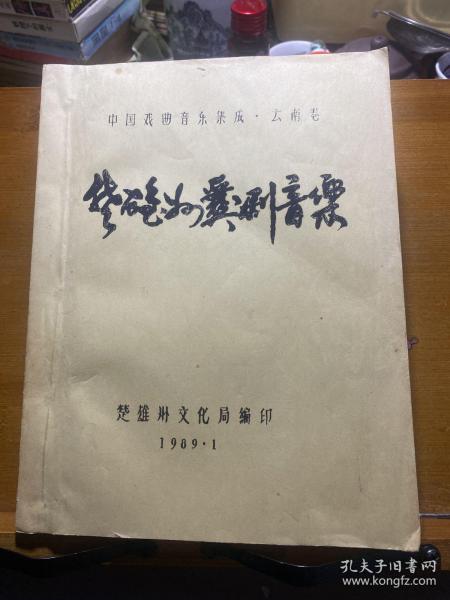 中国戏曲音乐集成·云南卷
楚雄州彝剧音乐
楚雄州文化局编印
1989·1
孔夫子旧书网
www.kongfz.com